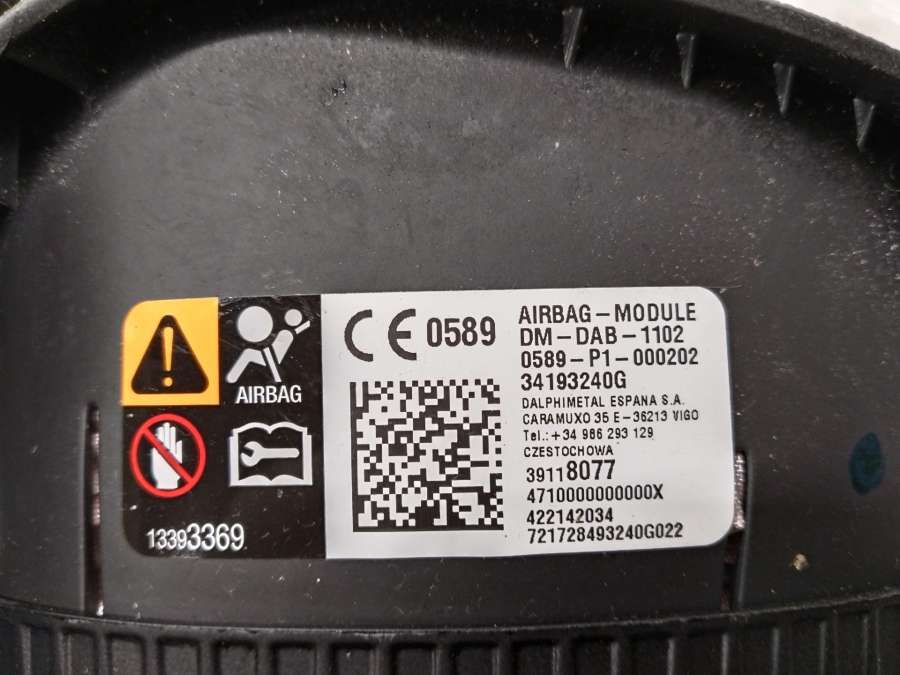 CE 0589
AIRBAG
13393369
AIRBAG-MODULE
DM-DAB-1102
0589-P1-000202
34193240G
DALPHIMETAL ESPANA S.A.
CARAMUXO 35 E-36213 VIGO
Tel.:+34 986 293 129
CZESTOCHOWA
39118077
4710000000000X
422142034
721728493240G022